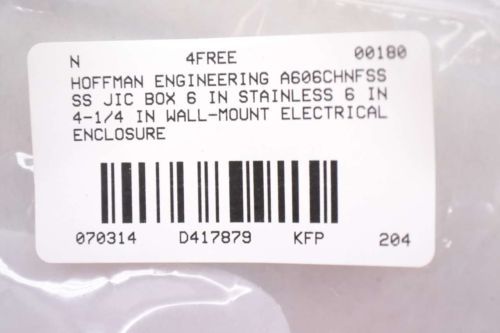 N 4FREE 00180
HOFFMAN ENGINEERING A606CHNFSS
SS JIC BOX 6 IN STAINLESS 6 IN
4-1/4 IN WALL-MOUNT ELECTRICAL
ENCLOSURE
070314 D417879 KFP 204